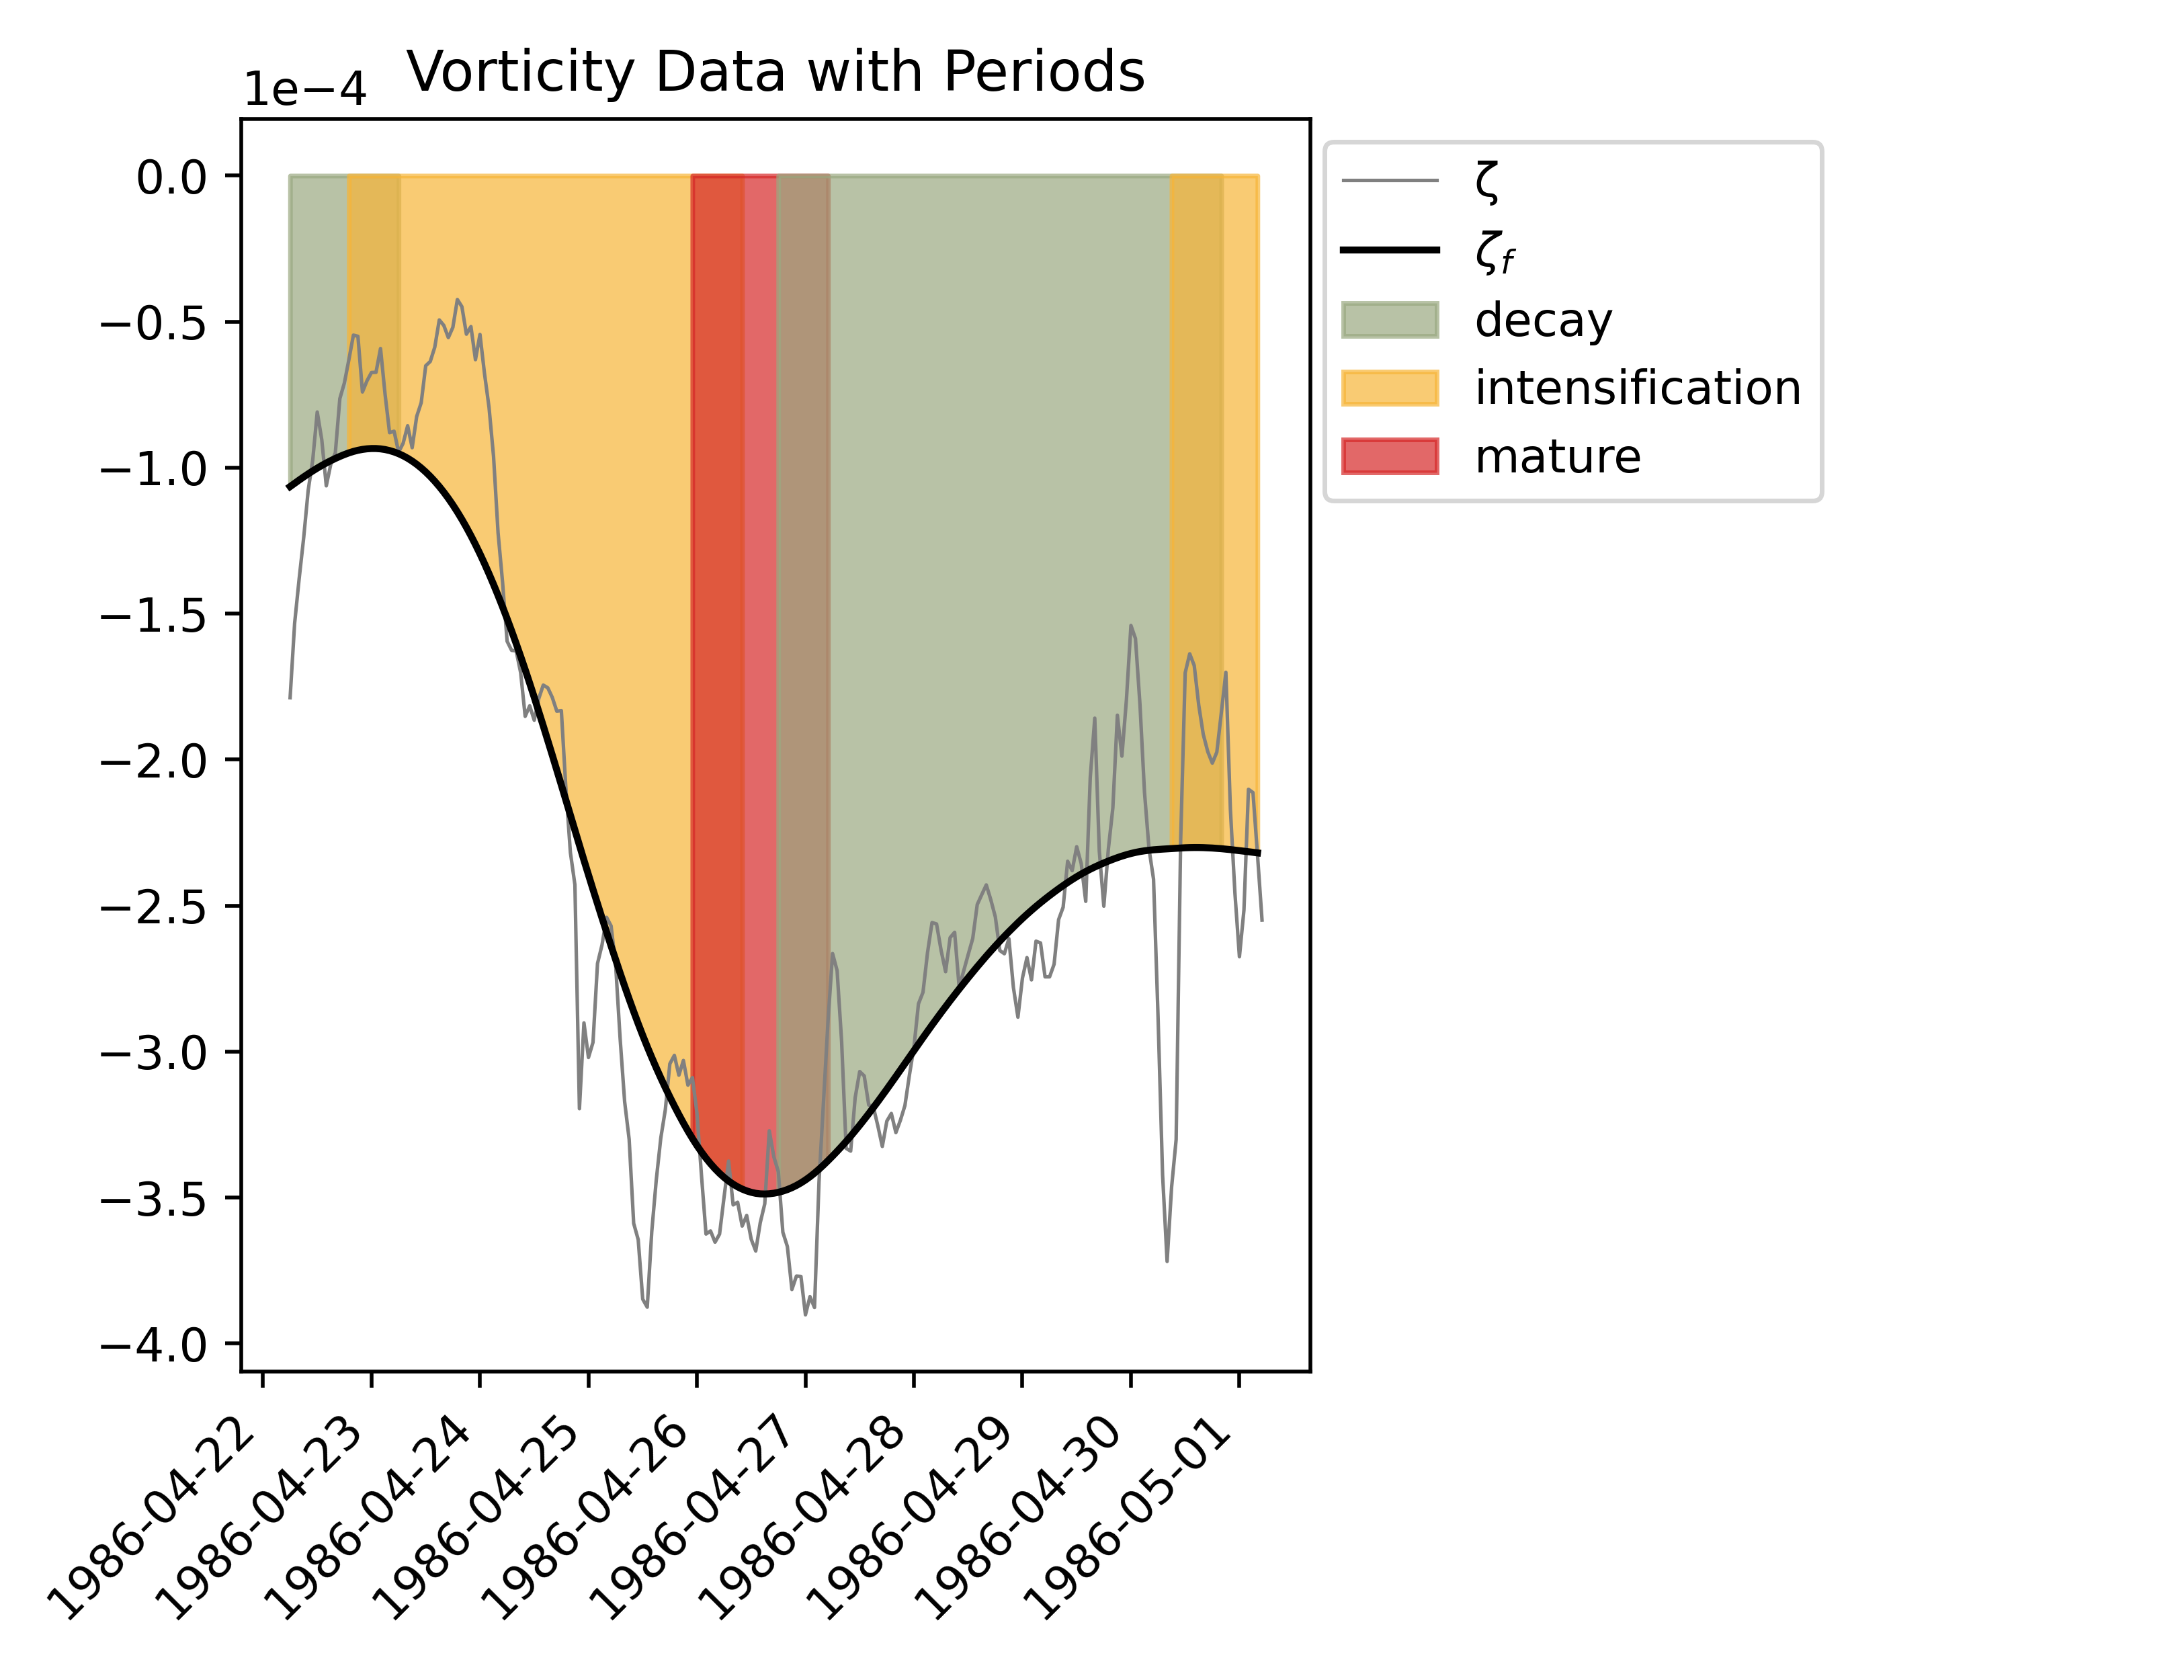 Vorticity Data with Periods
1e−4
0.0
−0.5
−1.0
−1.5
−2.0
−2.5
−3.0
−3.5
−4.0
1986-04-22
1986-04-23
1986-04-24
1986-04-25
1986-04-26
1986-04-27
1986-04-28
1986-04-29
1986-04-30
1986-05-01
ζ
ζf
decay
intensification
mature